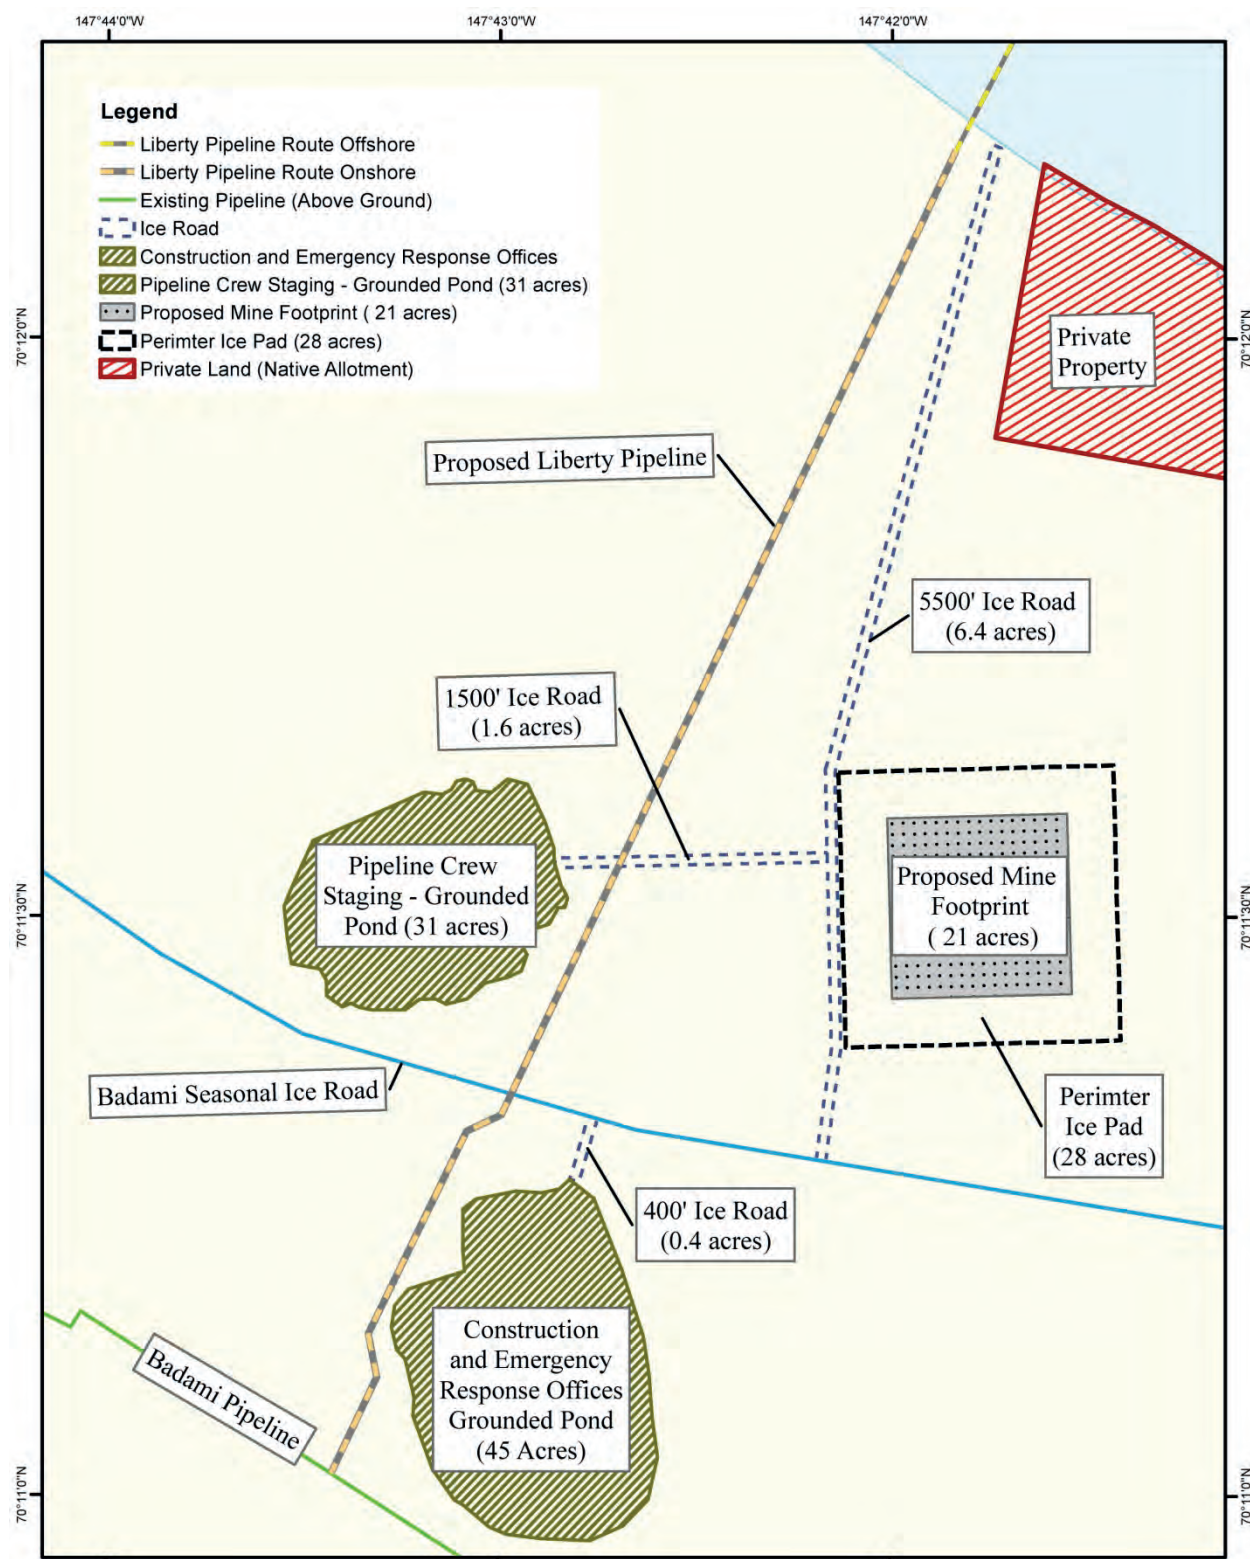 147°44'0"W
147°43'0"W
147°42'0"W
Legend
Liberty Pipeline Route Offshore
Liberty Pipeline Route Onshore
Existing Pipeline (Above Ground)
Ice Road
Construction and Emergency Response Offices
Pipeline Crew Staging - Grounded Pond (31 acres)
Proposed Mine Footprint ( 21 acres)
Perimter Ice Pad (28 acres)
Private Land (Native Allotment)
70°12'0"N
70°12'0"N
Private
Property
Proposed Liberty Pipeline
5500' Ice Road
(6.4 acres)
1500' Ice Road
(1.6 acres)
Pipeline Crew
Staging - Grounded
Pond (31 acres)
Proposed Mine
Footprint
( 21 acres)
70°11'30"N
70°11'30"N
Badami Seasonal Ice Road
Perimter
Ice Pad
(28 acres)
400' Ice Road
(0.4 acres)
Construction
and Emergency
Response Offices
Grounded Pond
(45 Acres)
Badami Pipeline
70°11'0"N
70°11'0"N